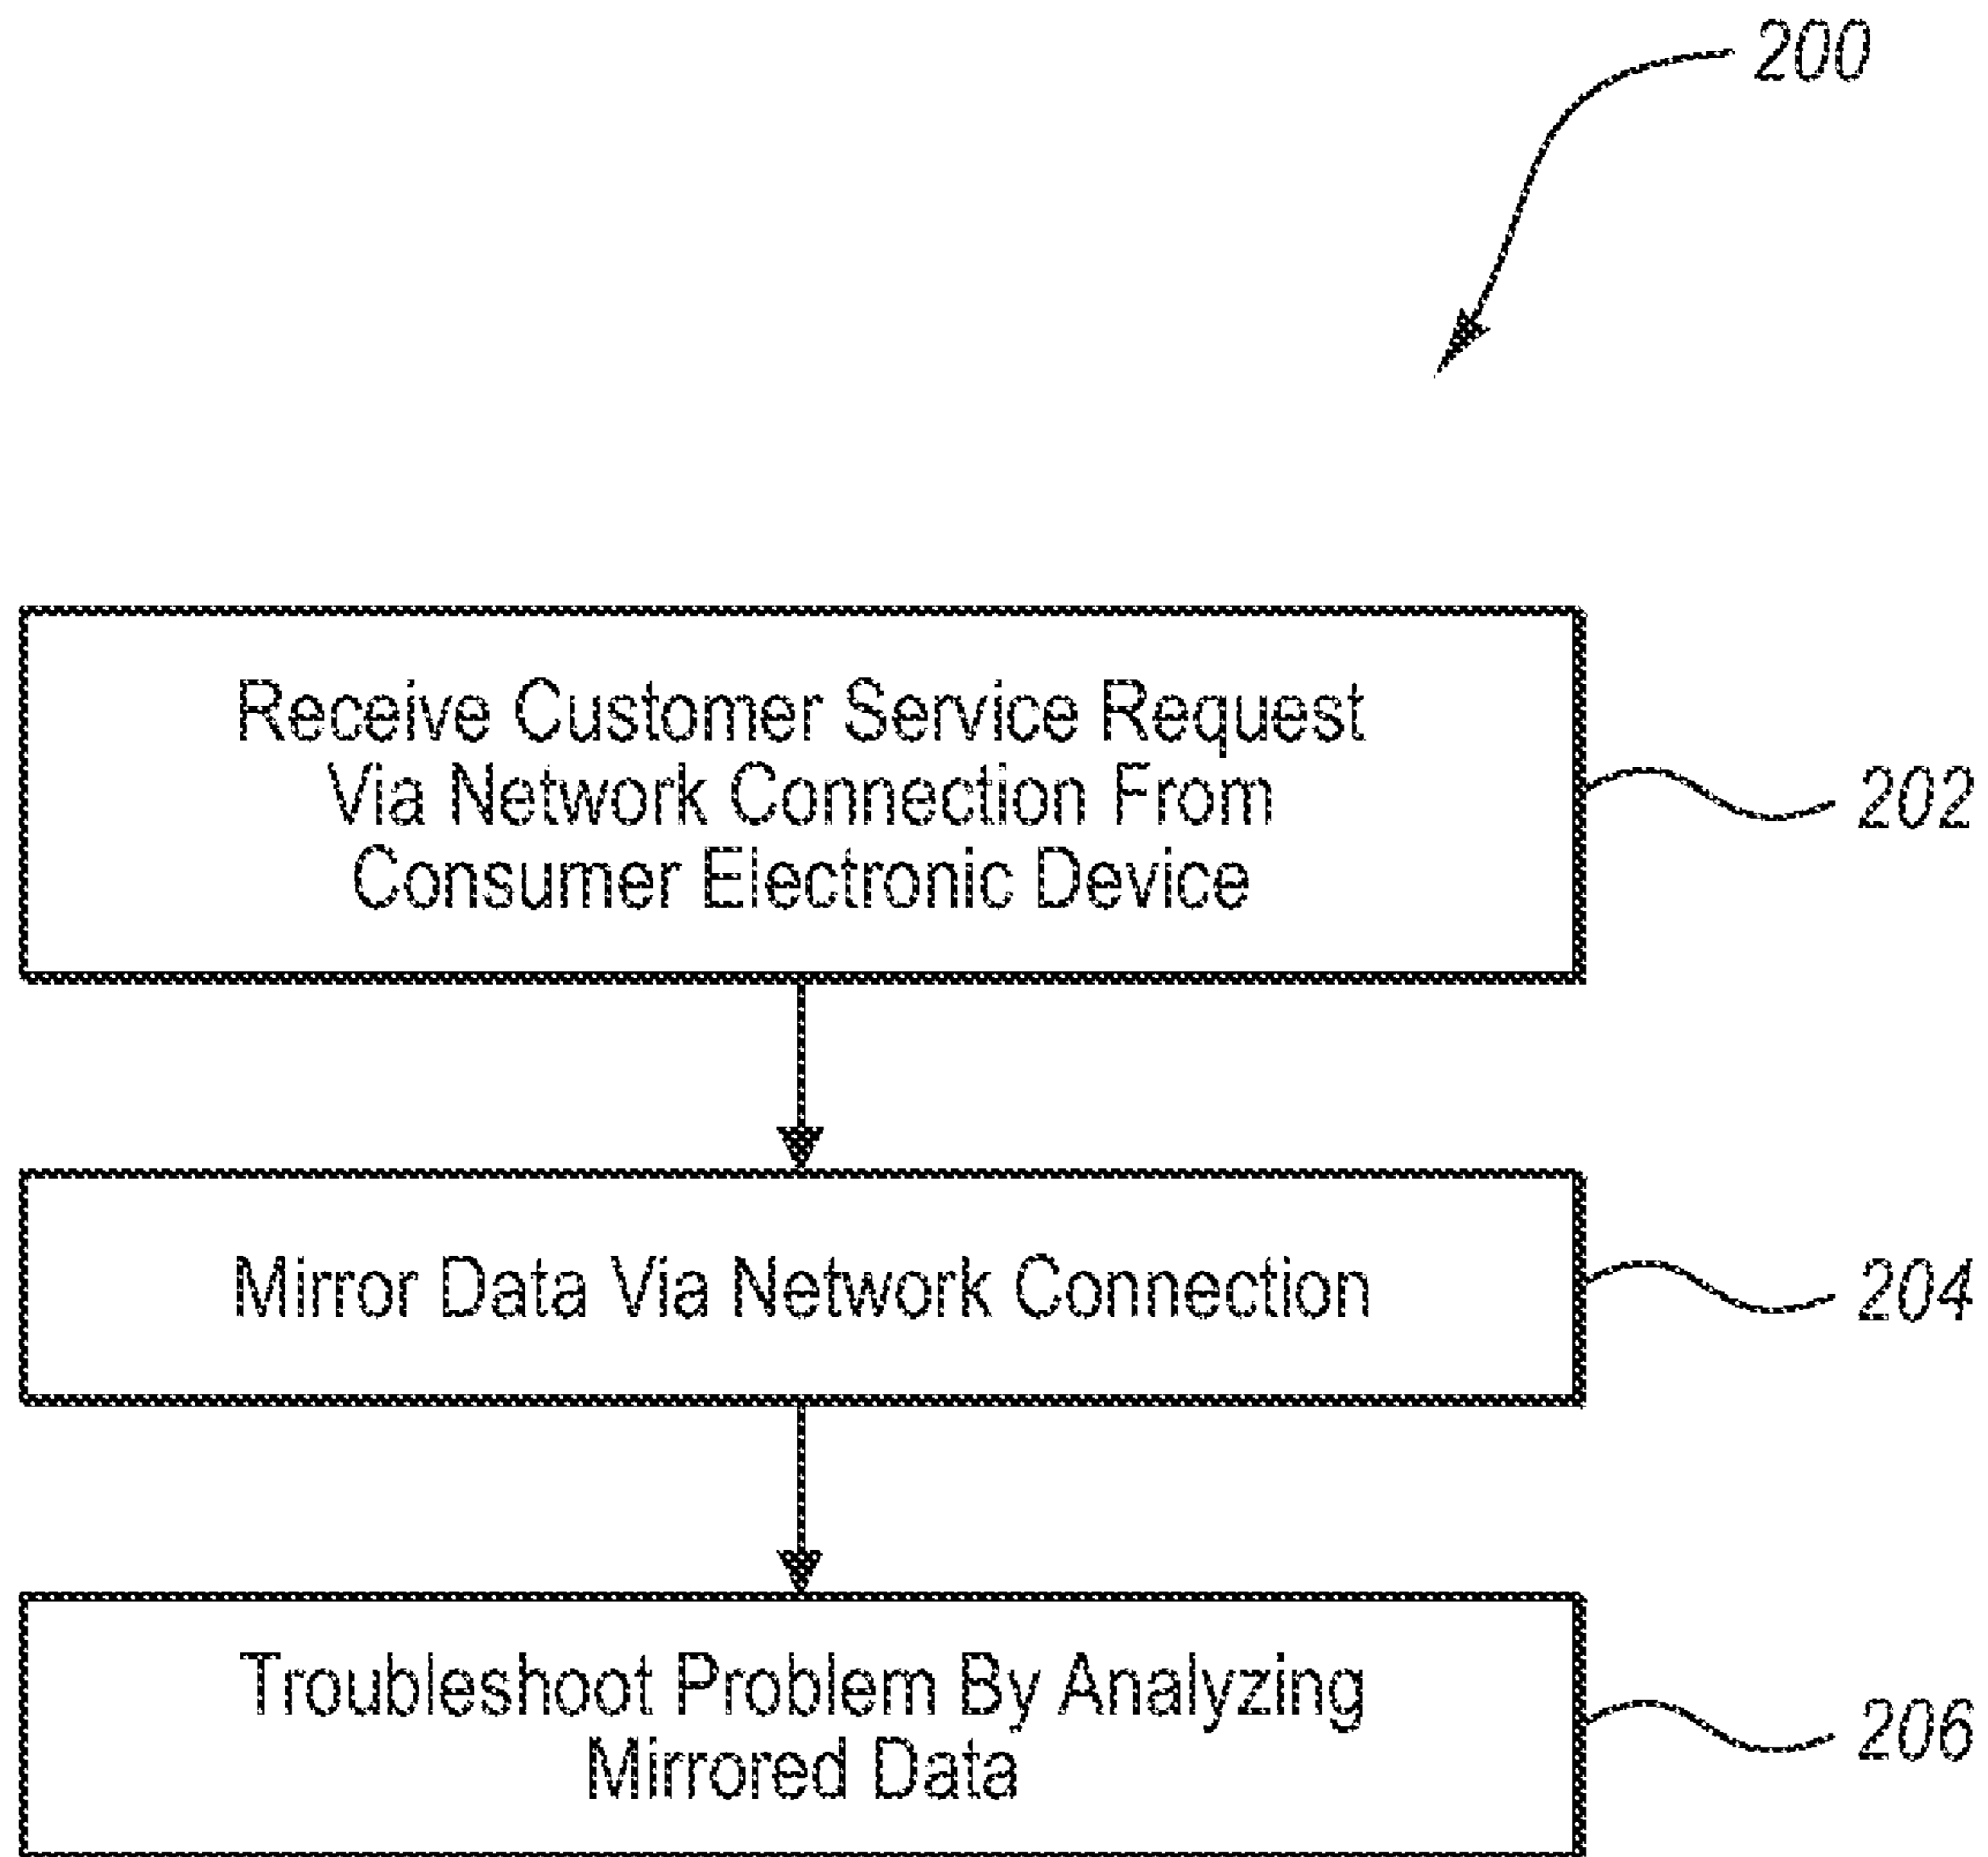 200
Receive Customer Service Request
Via Network Connection From
Consumer Electronic Device
202
Mirror Data Via Network Connection
204
Troubleshoot Problem By Analyzing
Mirrored Data
206